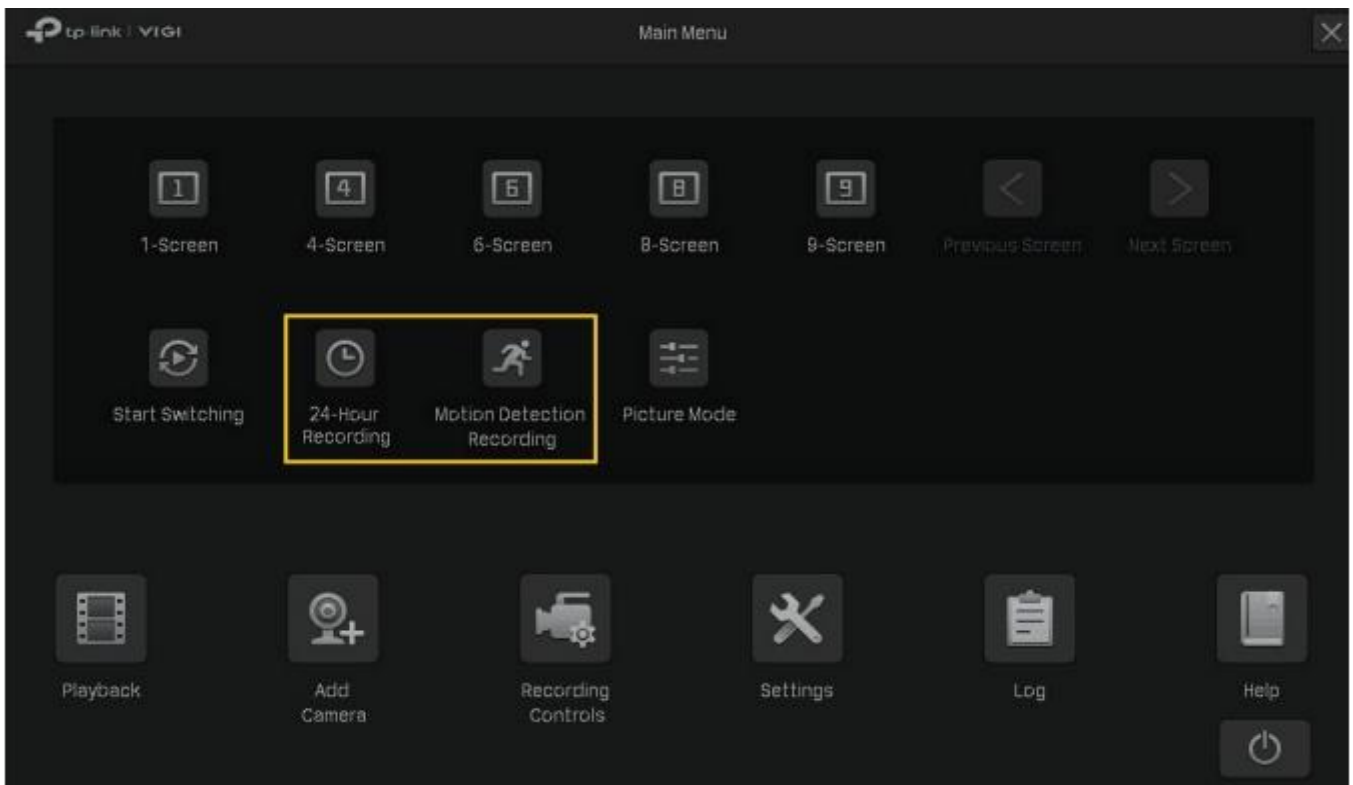 tp-link | VIGI
Main Menu
1
4
6
8
9
1-Screen
4-Screen
6-Screen
8-Screen
9-Screen
Previous Screen
Next Screen
Start Switching
24-Hour
Recording
Motion Detection
Recording
Picture Mode
Playback
Add
Camera
Recording
Controls
Settings
Log
Help